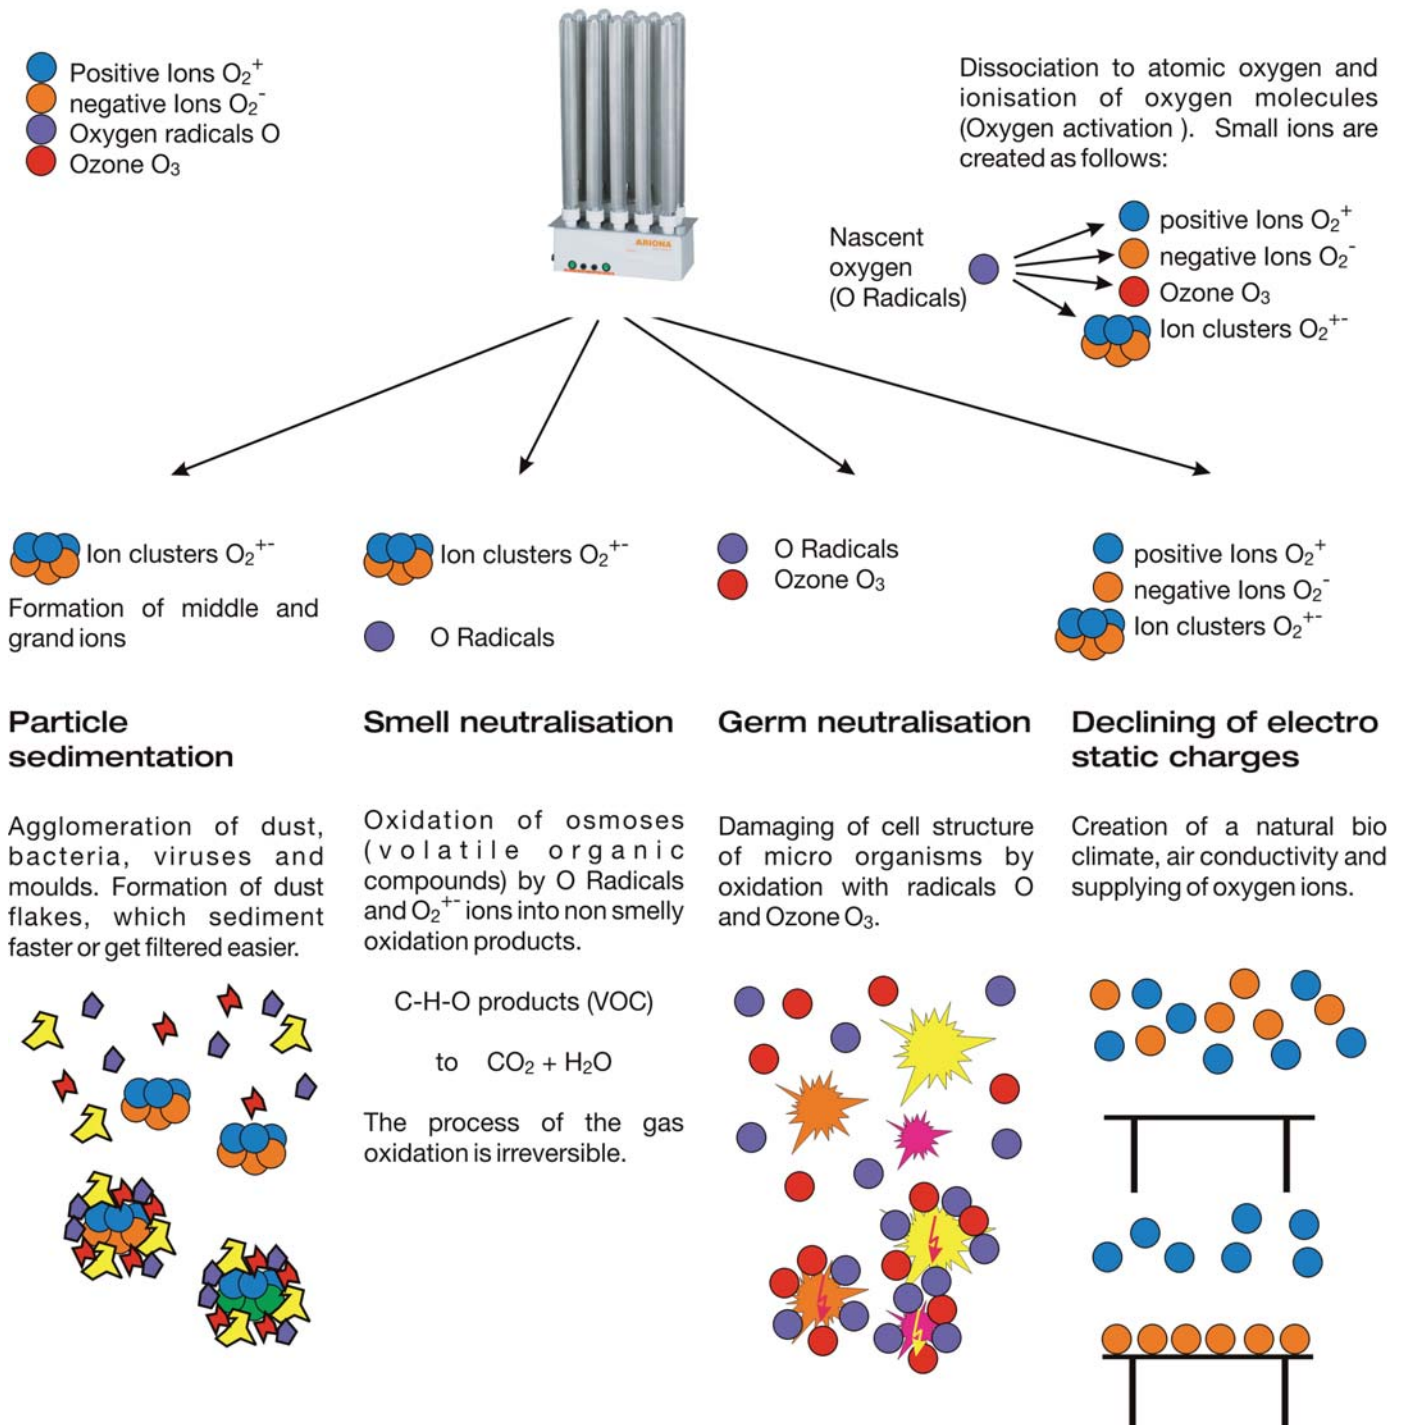 Positive Ions O₂⁺
negative Ions O₂⁻
Oxygen radicals O
Ozone O₃
ARIONA
Dissociation to atomic oxygen and
ionisation of oxygen molecules
(Oxygen activation ). Small ions are
created as follows:
Nascent
oxygen
(O Radicals)
positive Ions O₂⁺
negative Ions O₂⁻
Ozone O₃
Ion clusters O₂⁺⁻
Ion clusters O₂⁺⁻
Formation of middle and
grand ions
Particle
sedimentation
Agglomeration of dust,
bacteria, viruses and
moulds. Formation of dust
flakes, which sediment
faster or get filtered easier.
Ion clusters O₂⁺⁻
O Radicals
Smell neutralisation
Oxidation of osmoses
(volatile organic
compounds) by O Radicals
and O₂⁺⁻ ions into non smelly
oxidation products.
C-H-O products (VOC)
to CO₂ + H₂O
The process of the gas
oxidation is irreversible.
O Radicals
Ozone O₃
Germ neutralisation
Damaging of cell structure
of micro organisms by
oxidation with radicals O
and Ozone O₃.
positive Ions O₂⁺
negative Ions O₂⁻
Ion clusters O₂⁺⁻
Declining of electro
static charges
Creation of a natural bio
climate, air conductivity and
supplying of oxygen ions.